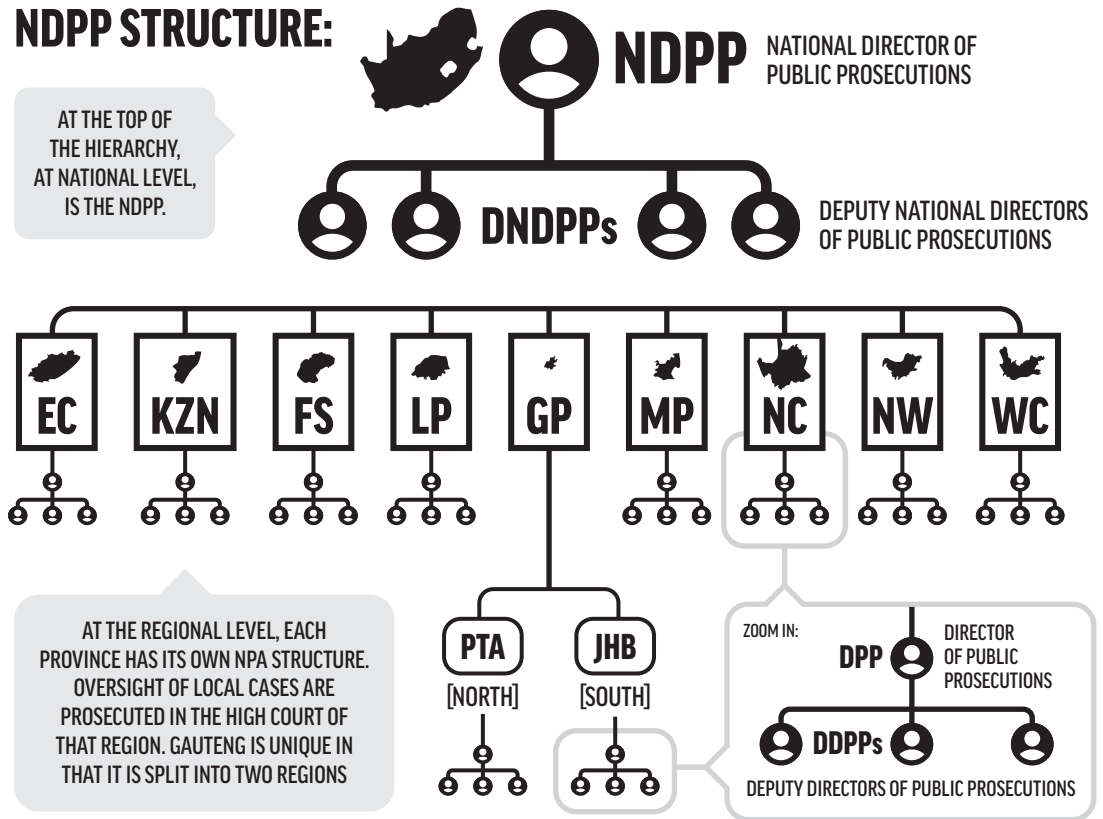 NDPP STRUCTURE:
NDPP
NATIONAL DIRECTOR OF
PUBLIC PROSECUTIONS
AT THE TOP OF
THE HIERARCHY,
AT NATIONAL LEVEL,
IS THE NDPP.
DNDPPs
DEPUTY NATIONAL DIRECTORS
OF PUBLIC PROSECUTIONS
EC
KZN
FS
LP
GP
MP
NC
NW
WC
AT THE REGIONAL LEVEL, EACH
PROVINCE HAS ITS OWN NPA STRUCTURE.
OVERSIGHT OF LOCAL CASES ARE
PROSECUTED IN THE HIGH COURT OF
THAT REGION. GAUTENG IS UNIQUE IN
THAT IT IS SPLIT INTO TWO REGIONS
PTA
[NORTH]
JHB
[SOUTH]
ZOOM IN:
DPP
DIRECTOR
OF PUBLIC
PROSECUTIONS
DDPPs
DEPUTY DIRECTORS OF PUBLIC PROSECUTIONS